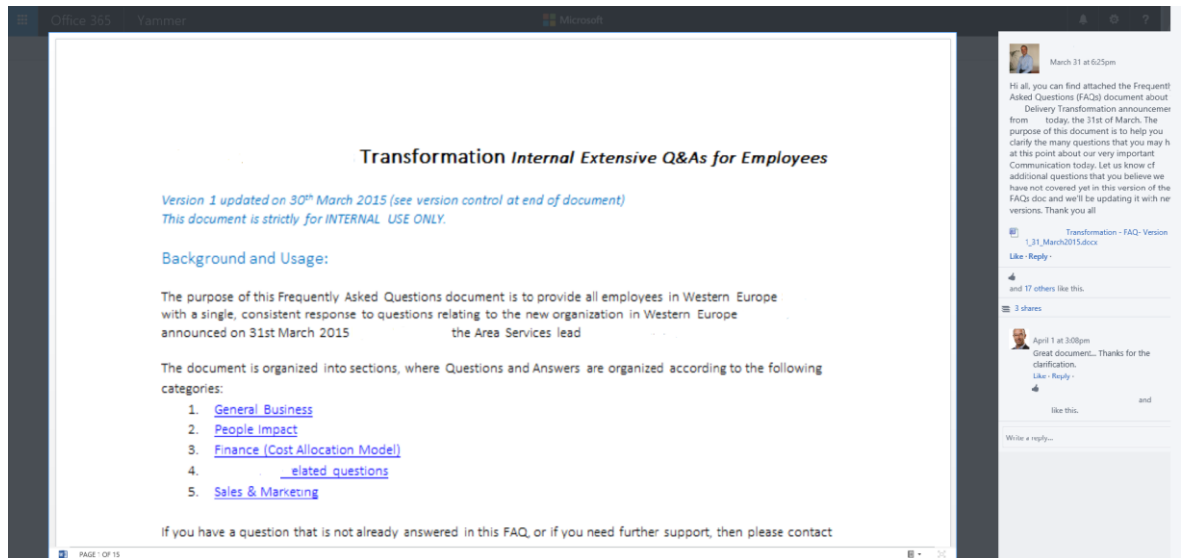 Office 365 Yammer Microsoft ?
Transformation Internal Extensive Q&As for Employees
Version 1 updated on 30th March 2015 (see version control at end of document)
This document is strictly for INTERNAL USE ONLY.
Background and Usage:
The purpose of this Frequently Asked Questions document is to provide all employees in Western Europe
with a single, consistent response to questions relating to the new organization in Western Europe
announced on 31st March 2015 the Area Services lead
The document is organized into sections, where Questions and Answers are organized according to the following
categories:
1. General Business
2. People Impact
3. Finance (Cost Allocation Model)
4. elated questions
5. Sales & Marketing
If you have a question that is not already answered in this FAQ, or if you need further support, then please contact
PAGE 1 OF 15
March 31 at 6:25pm
Hi all, you can find attached the Frequentl
Asked Questions (FAQs) document about
Delivery Transformation announcemer
from today, the 31st of March. The
purpose of this document is to help you
clarify the many questions that you may h
at this point about our very important
Communication today. Let us know of
additional questions that you believe we
have not covered yet in this version of the
FAQs doc and we'll be updating it with ne
versions. Thank you all
Transformation - FAQ- Version
1_31_March2015.docx
Like · Reply ·
and 17 others like this.
3 shares
April 1 at 3:08pm
Great document... Thanks for the
clarification.
Like · Reply ·
and
like this.
Write a reply...